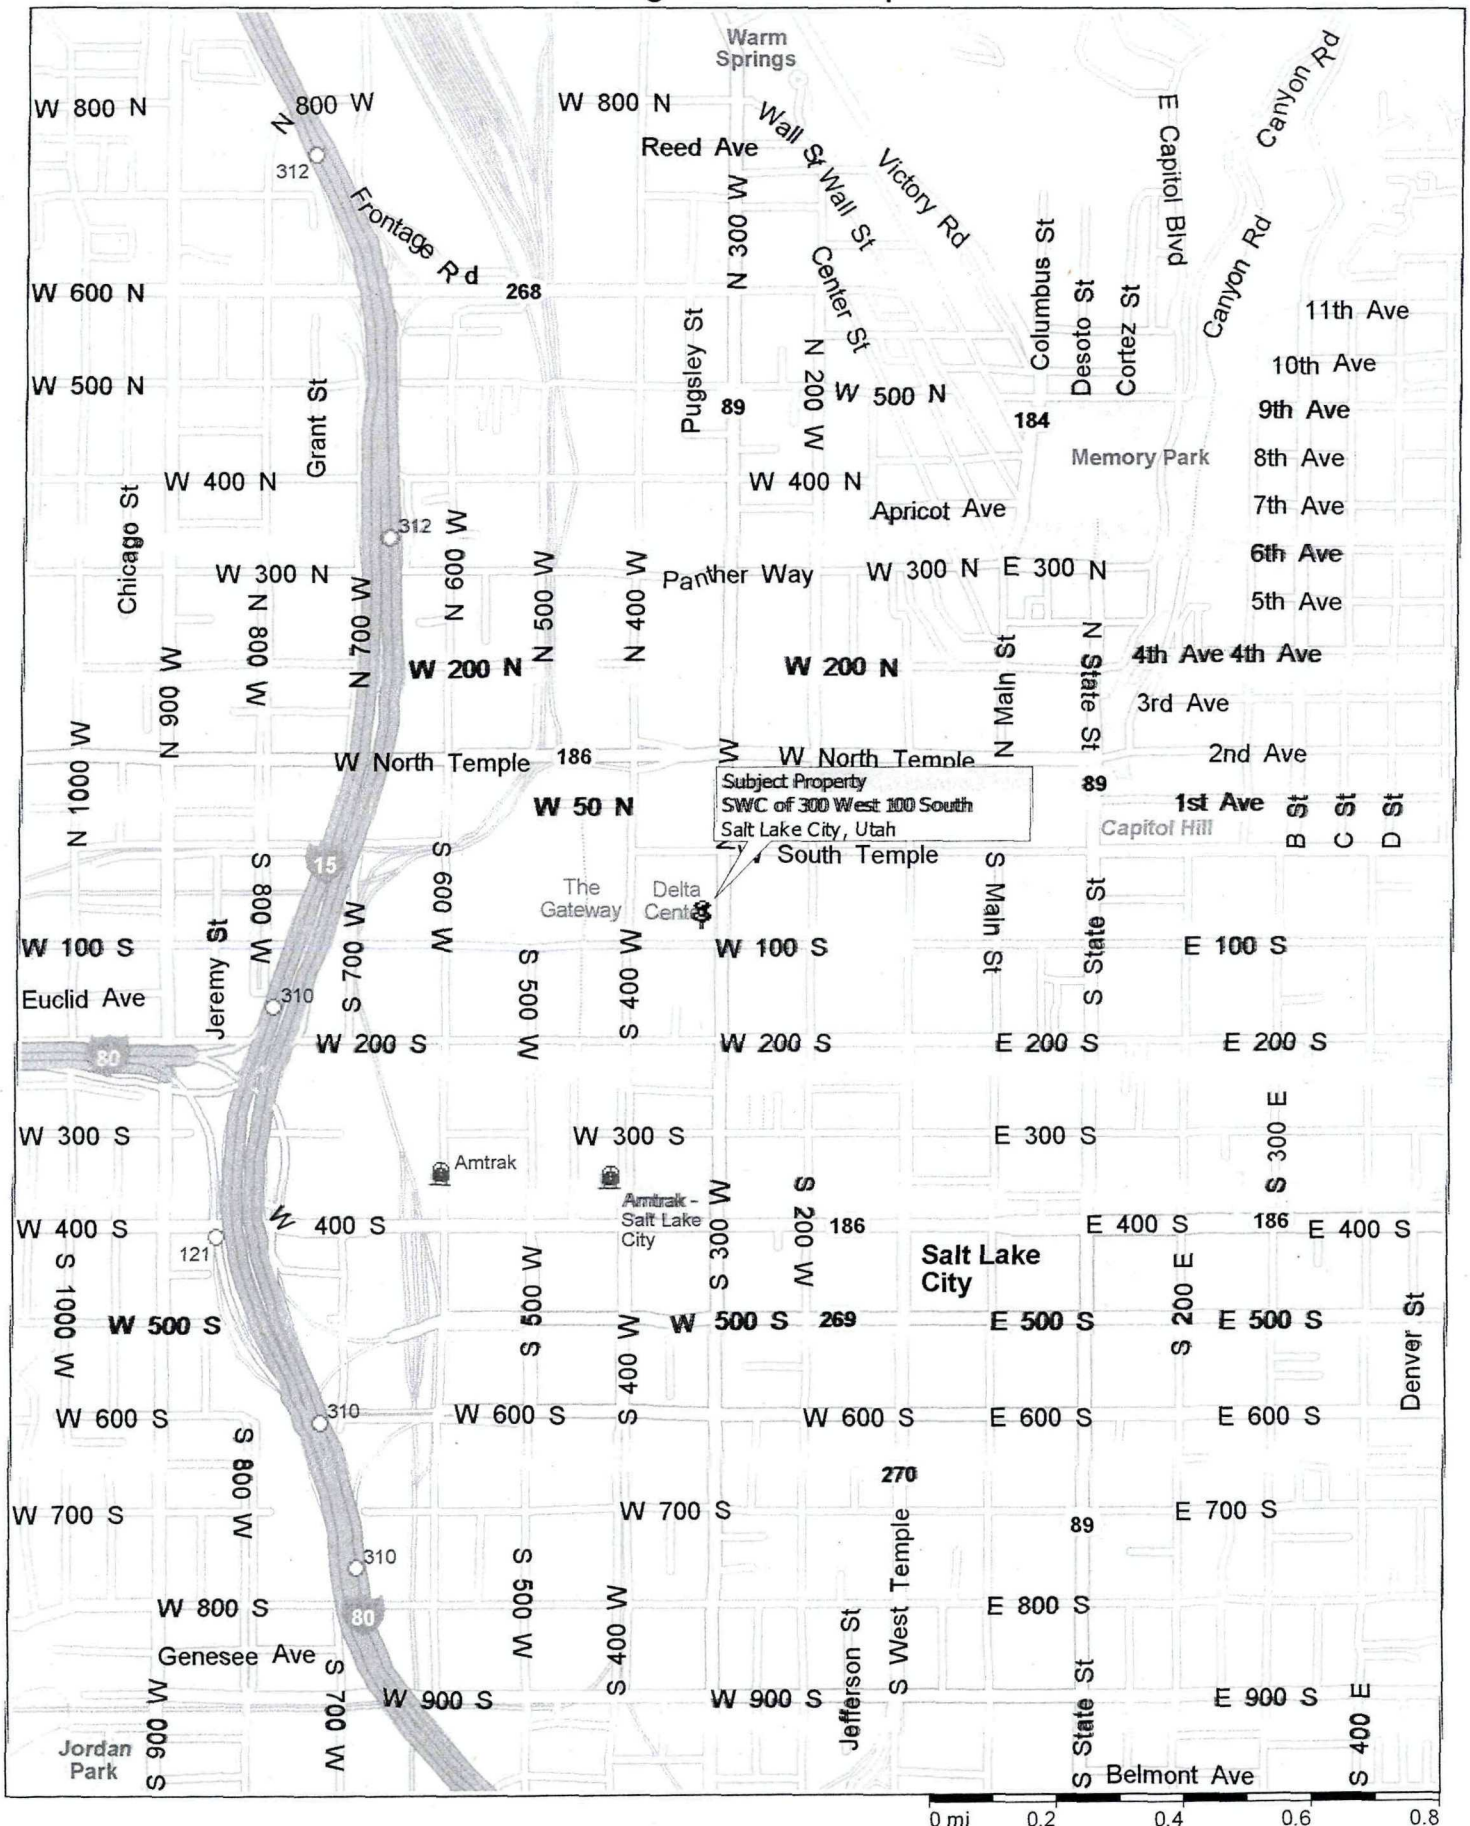 Warm
Springs
W 800 N
N 800 W
W 800 N
Reed Ave
Wall St
Wall St
Victory Rd
E Capitol Blvd
Canyon Rd
312
Frontage Rd
N 300 W
Center St
Columbus St
Desoto St
Cortez St
Canyon Rd
W 600 N
268
Pugsley St
11th Ave
W 500 N
Grant St
89
N 200 W
W 500 N
184
10th Ave
9th Ave
Memory Park
8th Ave
W 400 N
W 400 N
Apricot Ave
7th Ave
Chicago St
312
6th Ave
W 300 N
N 800 W
N 700 W
N 600 W
N 500 W
N 400 W
Panther Way
W 300 N
E 300 N
5th Ave
N 900 W
W 200 N
W 200 N
N Main St
N State St
4th Ave
4th Ave
3rd Ave
N 1000 W
W North Temple
186
W
W North Temple
2nd Ave
Subject Property
SWC of 300 West 100 South
Salt Lake City, Utah
89
W 50 N
1st Ave
B St
C St
D St
Capitol Hill
15
South Temple
S 800 W
S 600 W
S Main St
S State St
The
Gateway
Delta
Center
Jeremy St
S 700 W
W 100 S
S 500 W
S 400 W
W 100 S
E 100 S
Euclid Ave
310
80
W 200 S
W 200 S
E 200 S
E 200 S
W 300 S
W 300 S
E 300 S
S 300 E
Amtrak
Amtrak -
Salt Lake
City
S 300 W
S 200 W
W 400 S
W 400 S
186
E 400 S
186
E 400 S
121
S 1000 W
Salt Lake
City
S 200 E
W 500 S
S 500 W
S 400 W
W 500 S
269
E 500 S
E 500 S
Denver St
W 600 S
310
W 600 S
W 600 S
E 600 S
E 600 S
S 800 W
270
W 700 S
W 700 S
S West Temple
89
E 700 S
310
S 500 W
S 400 W
W 800 S
80
Jefferson St
E 800 S
Genesee Ave
S 900 W
S 700 W
W 900 S
W 900 S
S State St
E 900 S
S 400 E
Jordan
Park
Belmont Ave
0 mi 0.2 0.4 0.6 0.8